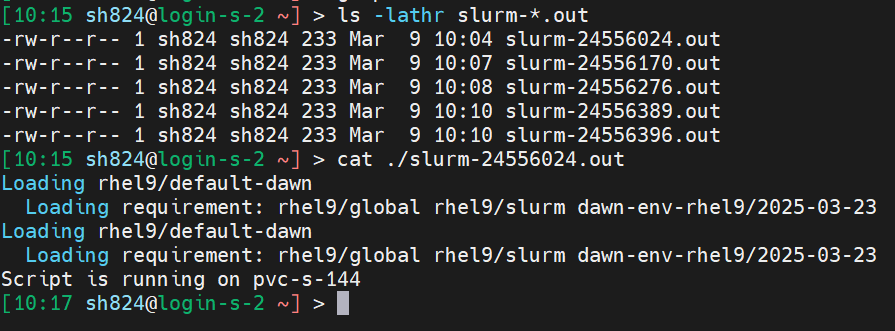 [10:15 sh824@login-s-2 ~] > ls -lathr slurm-*.out
-rw-r--r-- 1 sh824 sh824 233 Mar  9 10:04 slurm-24556024.out
-rw-r--r-- 1 sh824 sh824 233 Mar  9 10:07 slurm-24556170.out
-rw-r--r-- 1 sh824 sh824 233 Mar  9 10:08 slurm-24556276.out
-rw-r--r-- 1 sh824 sh824 233 Mar  9 10:10 slurm-24556389.out
-rw-r--r-- 1 sh824 sh824 233 Mar  9 10:10 slurm-24556396.out
[10:15 sh824@login-s-2 ~] > cat ./slurm-24556024.out
Loading rhel9/default-dawn
  Loading requirement: rhel9/global rhel9/slurm dawn-env-rhel9/2025-03-23
Loading rhel9/default-dawn
  Loading requirement: rhel9/global rhel9/slurm dawn-env-rhel9/2025-03-23
Script is running on pvc-s-144
[10:17 sh824@login-s-2 ~] >